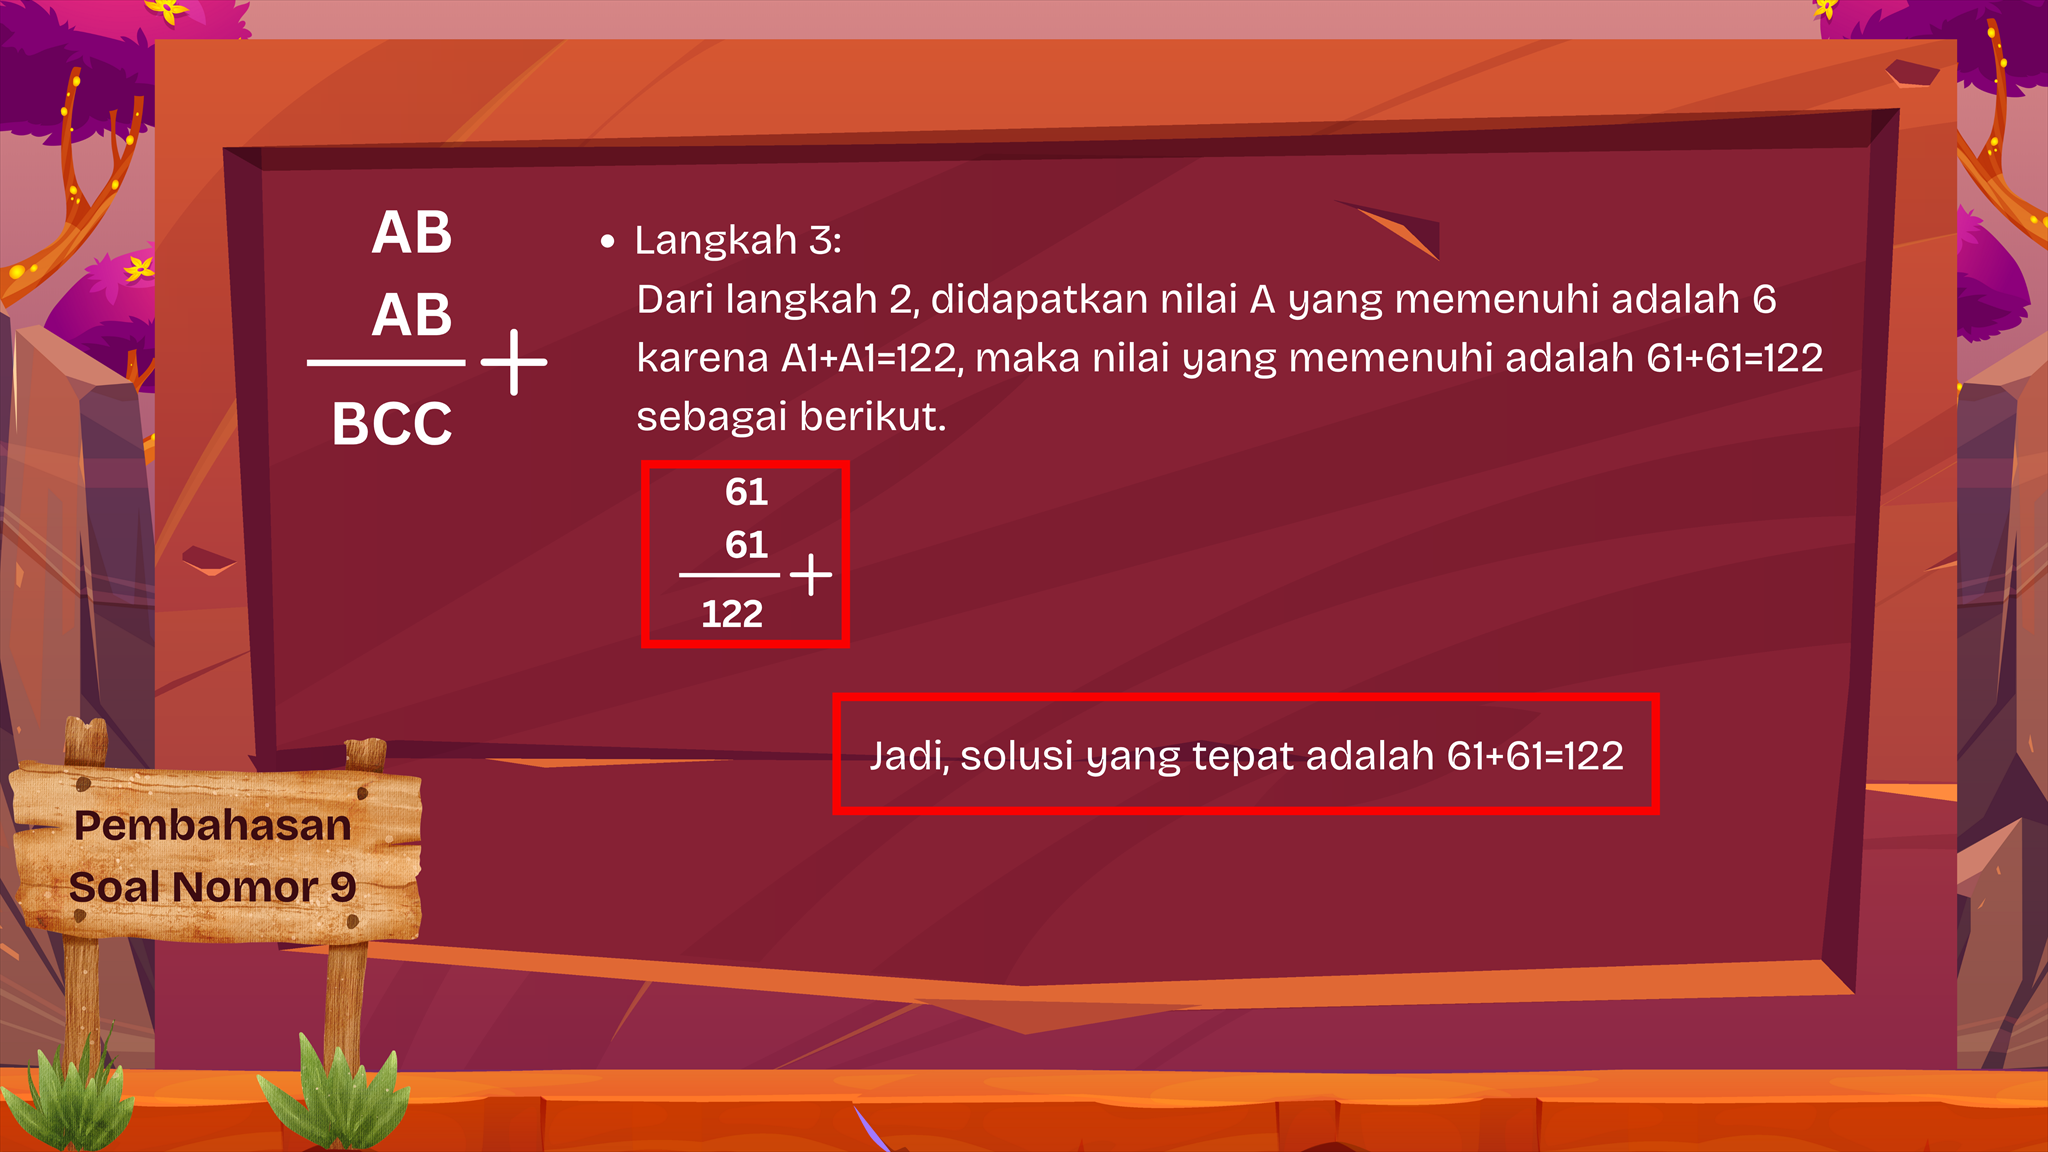 AB
AB
+
BCC
• Langkah 3:
Dari langkah 2, didapatkan nilai A yang memenuhi adalah 6
karena A1+A1=122, maka nilai yang memenuhi adalah 61+61=122
sebagai berikut.
61
61
+
122
Jadi, solusi yang tepat adalah 61+61=122
Pembahasan
Soal Nomor 9